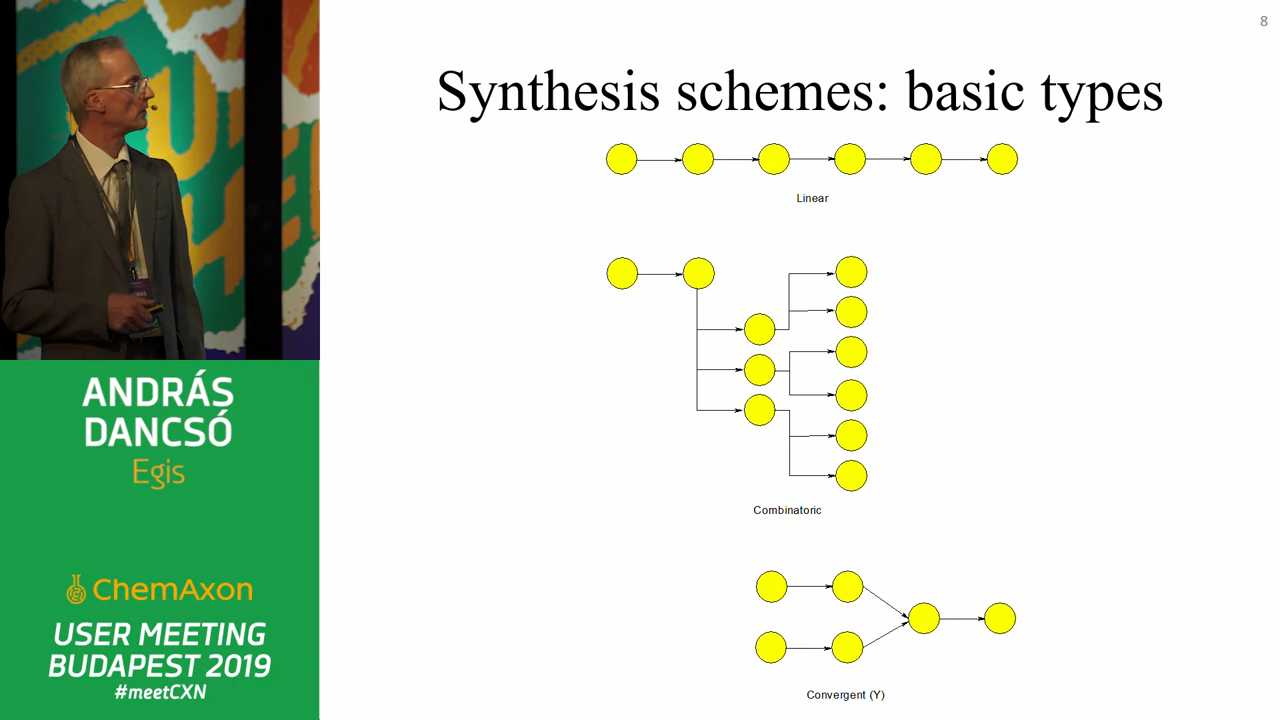 8
Synthesis schemes: basic types
Linear
Combinatoric
Convergent (Y)
ANDRÁS
DANCSÓ
Egis
ChemAxon
USER MEETING
BUDAPEST 2019
#meetCXN